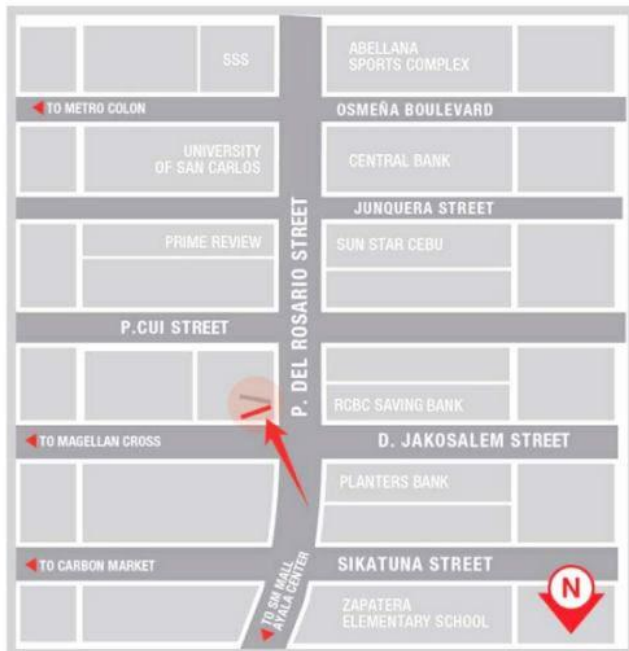 SSS
ABELLANA
SPORTS COMPLEX
TO METRO COLON
OSMEÑA BOULEVARD
UNIVERSITY
OF SAN CARLOS
CENTRAL BANK
JUNQUERA STREET
PRIME REVIEW
SUN STAR CEBU
P. DEL ROSARIO STREET
P.CUI STREET
RCBC SAVING BANK
TO MAGELLAN CROSS
D. JAKOSALEM STREET
PLANTERS BANK
TO CARBON MARKET
SIKATUNA STREET
TO SM MALL
AYALA CENTER
ZAPATERA
ELEMENTARY SCHOOL
N